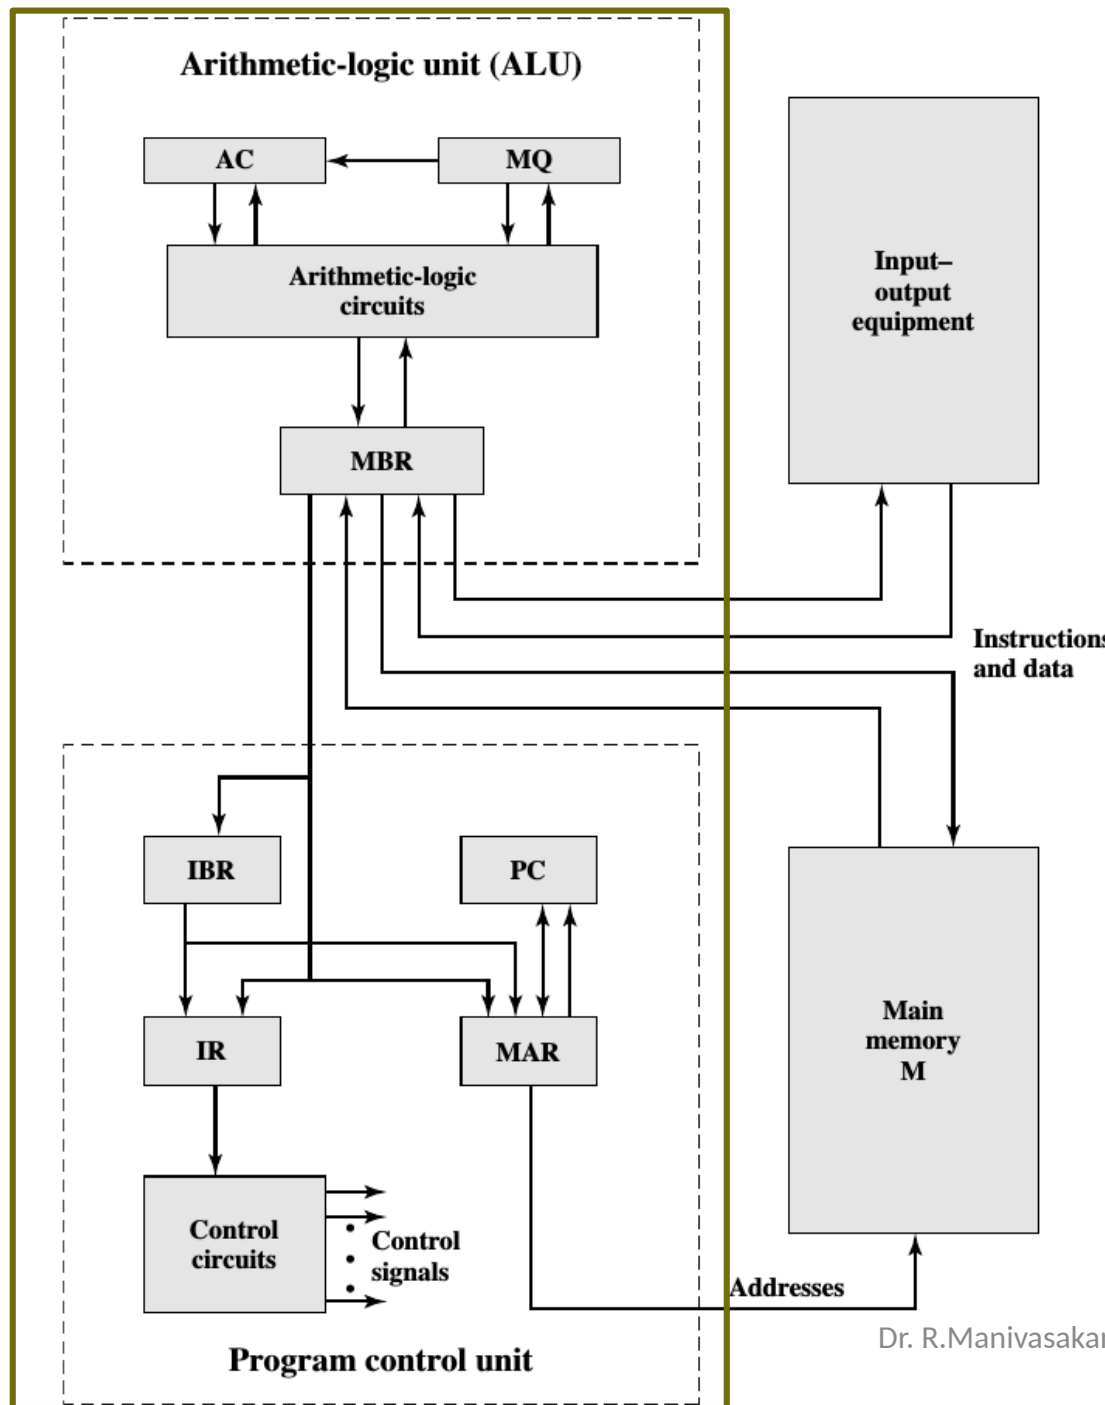 Arithmetic-logic unit (ALU)
AC
MQ
Arithmetic-logic
circuits
Input–
output
equipment
MBR
Instructions
and data
IBR
PC
IR
MAR
Main
memory
M
Control
circuits
Control
signals
Addresses
Program control unit
Dr. R.Manivasakan